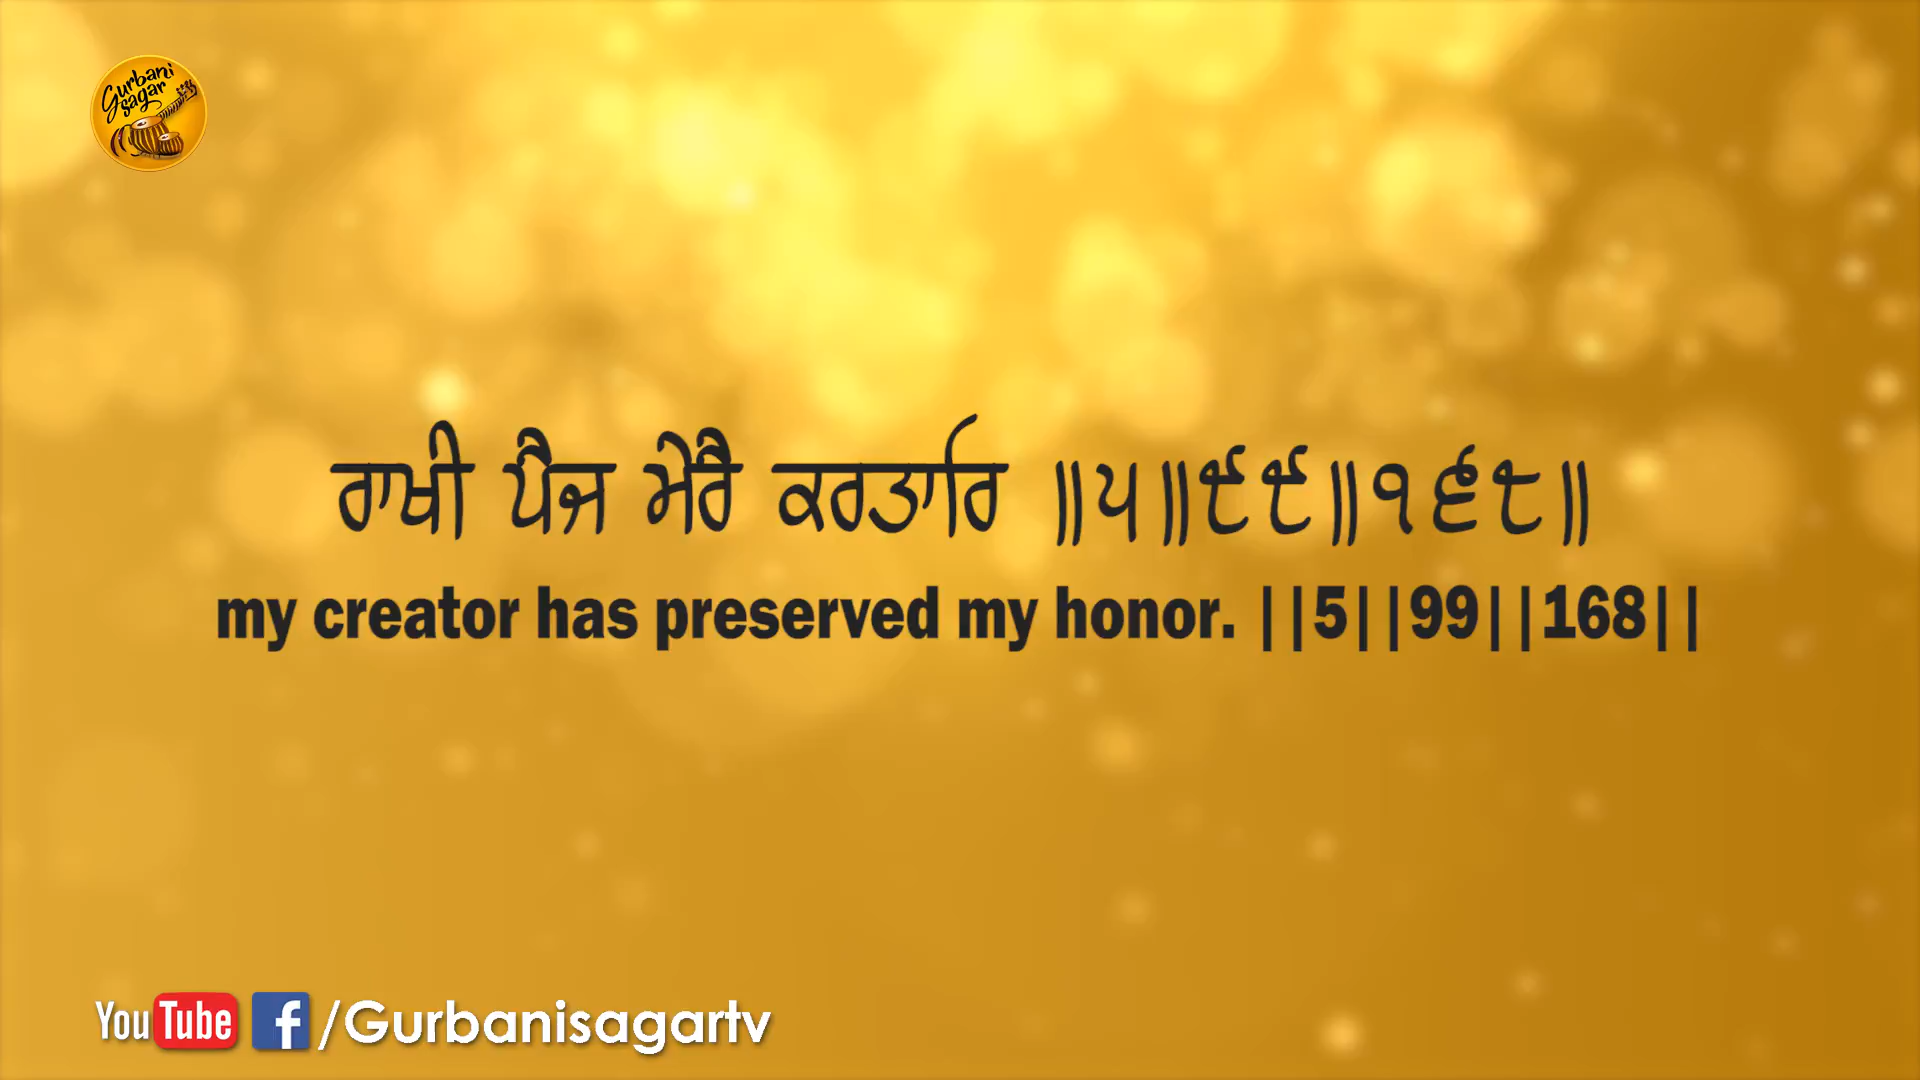 Gurbani
Sagar
ਰਾਖੀ ਪੈਜ ਮੇਰੈ ਕਰਤਾਰਿ ॥੫॥੯੯॥੧੬੮॥
my creator has preserved my honor. ||5||99||168||
YouTube f /Gurbanisagartv